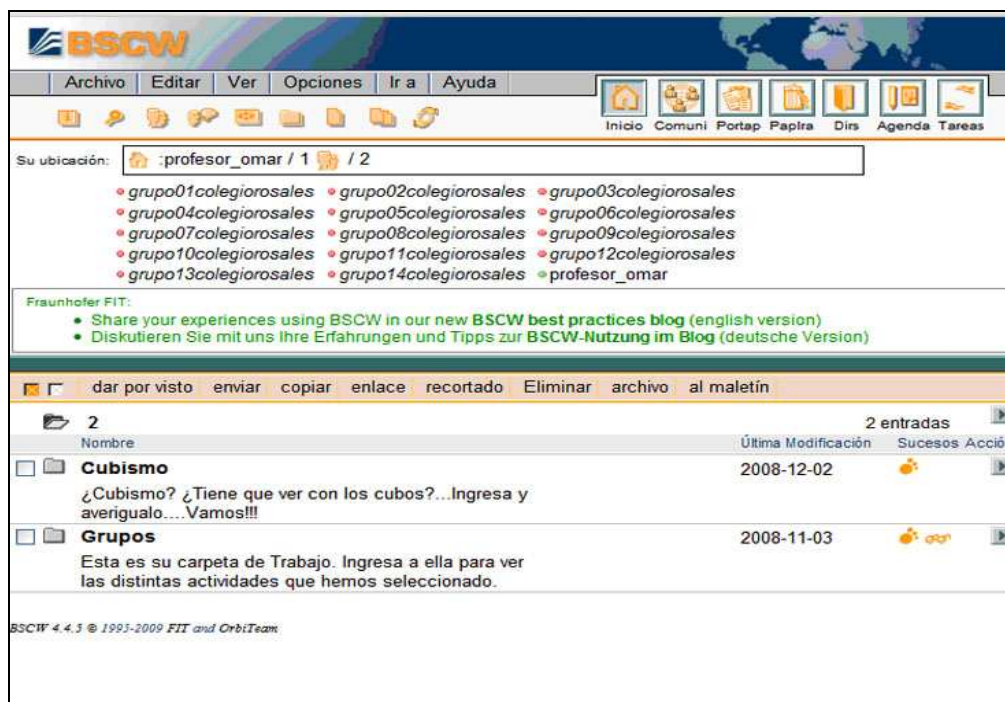 BSCW
Archivo Editar Ver Opciones Ir a Ayuda
Inicio Comuni Portap PapIra Dirs Agenda Tareas
Su ubicación: :profesor_omar / 1 / 2
grupo01colegiorosales grupo02colegiorosales grupo03colegiorosales
grupo04colegiorosales grupo05colegiorosales grupo06colegiorosales
grupo07colegiorosales grupo08colegiorosales grupo09colegiorosales
grupo10colegiorosales grupo11colegiorosales grupo12colegiorosales
grupo13colegiorosales grupo14colegiorosales profesor_omar
Fraunhofer FIT:
Share your experiences using BSCW in our new BSCW best practices blog (english version)
Diskutieren Sie mit uns Ihre Erfahrungen und Tipps zur BSCW-Nutzung im Blog (deutsche Version)
dar por visto enviar copiar enlace recortado Eliminar archivo al maletín
2 2 entradas
Nombre Última Modificación Sucesos Acció
Cubismo 2008-12-02
¿Cubismo? ¿Tiene que ver con los cubos?...Ingresa y
averigualo....Vamos!!!
Grupos 2008-11-03
Esta es su carpeta de Trabajo. Ingresa a ella para ver
las distintas actividades que hemos seleccionado.
BSCW 4.4.5 © 1995-2009 FIT and OrbiTeam